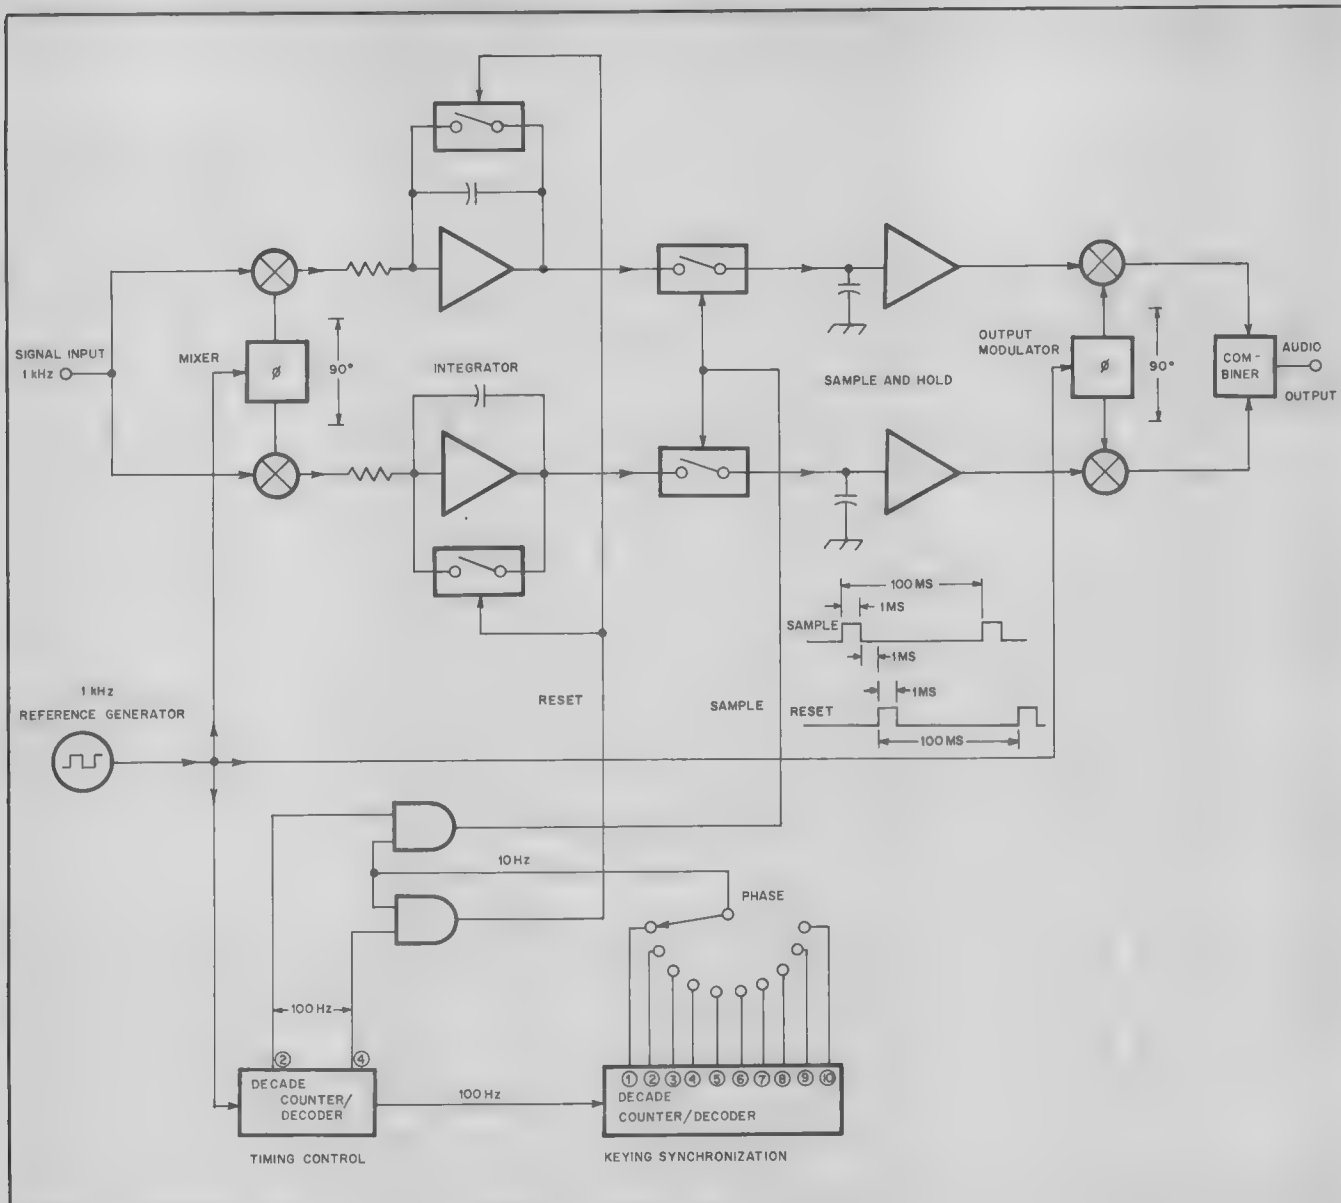 SIGNAL INPUT
1 kHz
MIXER
ø
90°
INTEGRATOR
SAMPLE AND HOLD
OUTPUT
MODULATOR
ø
90°
COM-
BINER
AUDIO
OUTPUT
100 MS
1MS
SAMPLE
1MS
1MS
RESET
100 MS
1 kHz
REFERENCE GENERATOR
RESET
SAMPLE
10 Hz
PHASE
100 Hz
② ④
DECADE
COUNTER/
DECODER
TIMING CONTROL
100 Hz
① ② ③ ④ ⑤ ⑥ ⑦ ⑧ ⑨ ⑩
DECADE
COUNTER/DECODER
KEYING SYNCHRONIZATION